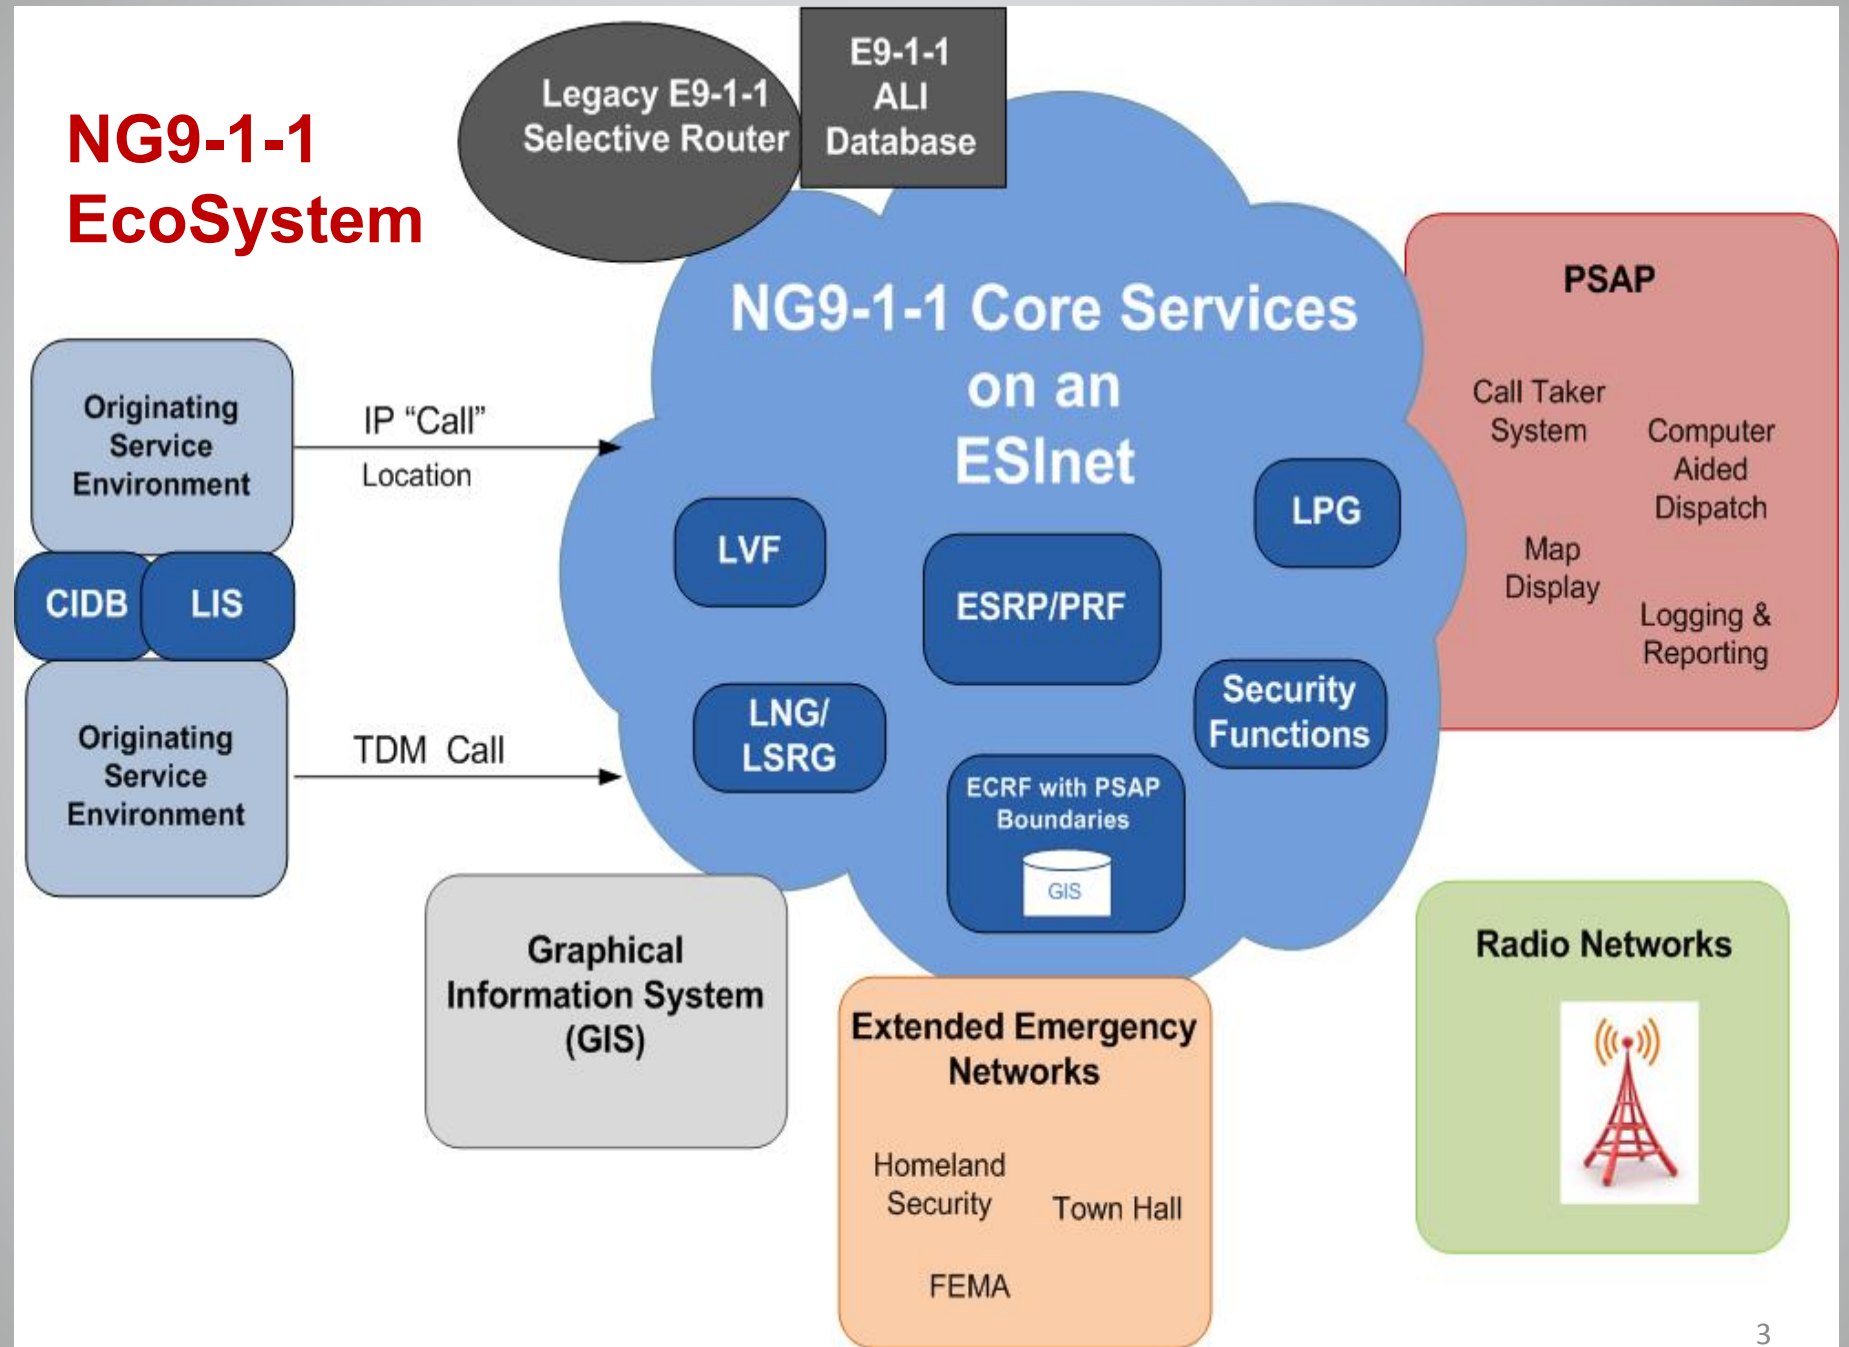 NG9-1-1
EcoSystem
Legacy E9-1-1
Selective Router
E9-1-1
ALI
Database
NG9-1-1 Core Services
on an
ESInet
Originating
Service
Environment
IP “Call”
Location
CIDB
LIS
Originating
Service
Environment
TDM Call
LVF
ESRP/PRF
LPG
LNG/
LSRG
Security
Functions
ECRF with PSAP
Boundaries
GIS
PSAP
Call Taker
System
Computer
Aided
Dispatch
Map
Display
Logging &
Reporting
Graphical
Information System
(GIS)
Extended Emergency
Networks
Homeland
Security
Town Hall
FEMA
Radio Networks
3